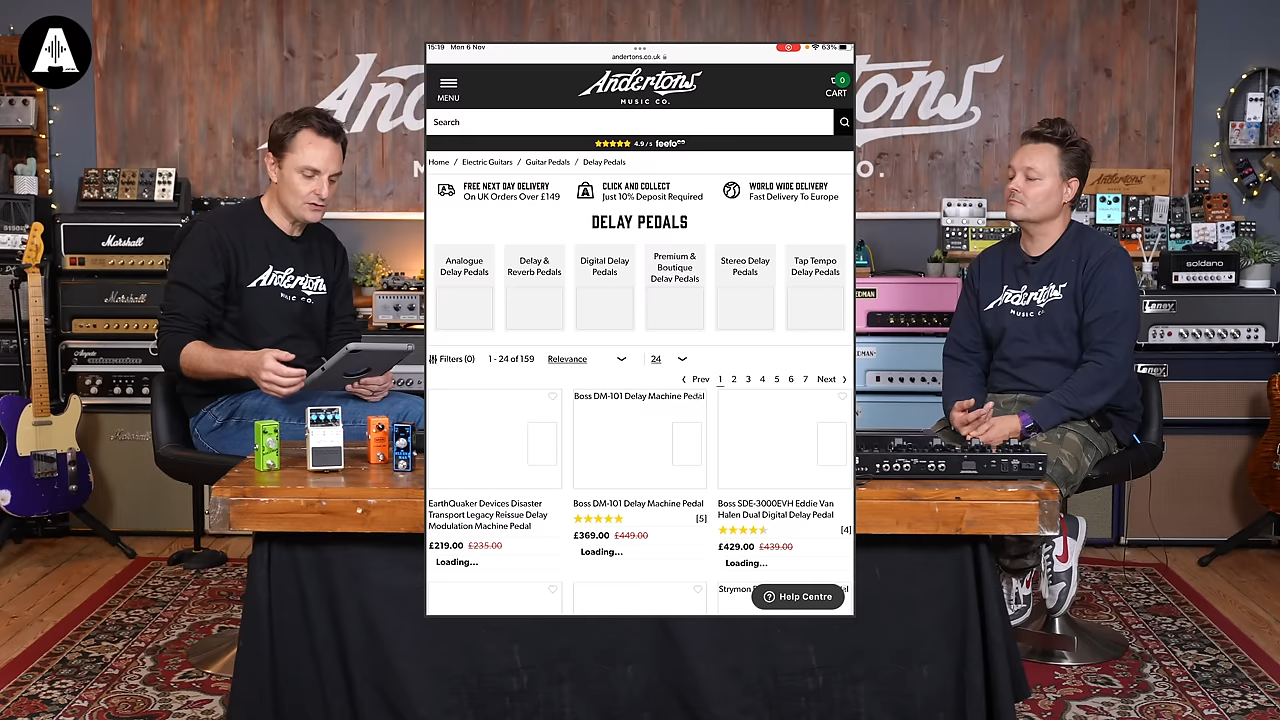 15:19 Mon 6 Nov
63%
andertons.co.uk
MENU
Andertons
MUSIC CO.
0
CART
Search
4.9 / 5 feefo
Home / Electric Guitars / Guitar Pedals / Delay Pedals
FREE NEXT DAY DELIVERY
On UK Orders Over £149
CLICK AND COLLECT
Just 10% Deposit Required
WORLD WIDE DELIVERY
Fast Delivery To Europe
DELAY PEDALS
Analogue
Delay Pedals
Delay &
Reverb Pedals
Digital Delay
Pedals
Premium &
Boutique
Delay Pedals
Stereo Delay
Pedals
Tap Tempo
Delay Pedals
Filters (0)
1 - 24 of 159
Relevance
24
Prev 1 2 3 4 5 6 7 Next
Boss DM-101 Delay Machine Pedal
EarthQuaker Devices Disaster
Transport Legacy Reissue Delay
Modulation Machine Pedal
£219.00 £235.00
Loading...
Boss DM-101 Delay Machine Pedal
[5]
£369.00 £449.00
Loading...
Boss SDE-3000EVH Eddie Van
Halen Dual Digital Delay Pedal
[4]
£429.00 £439.00
Loading...
Strymon
Help Centre
A
Andertons
MUSIC CO.
Andertons
MUSIC CO.
Marshall
Marshall
Ampete
soldano
Laney
Laney
Andertons